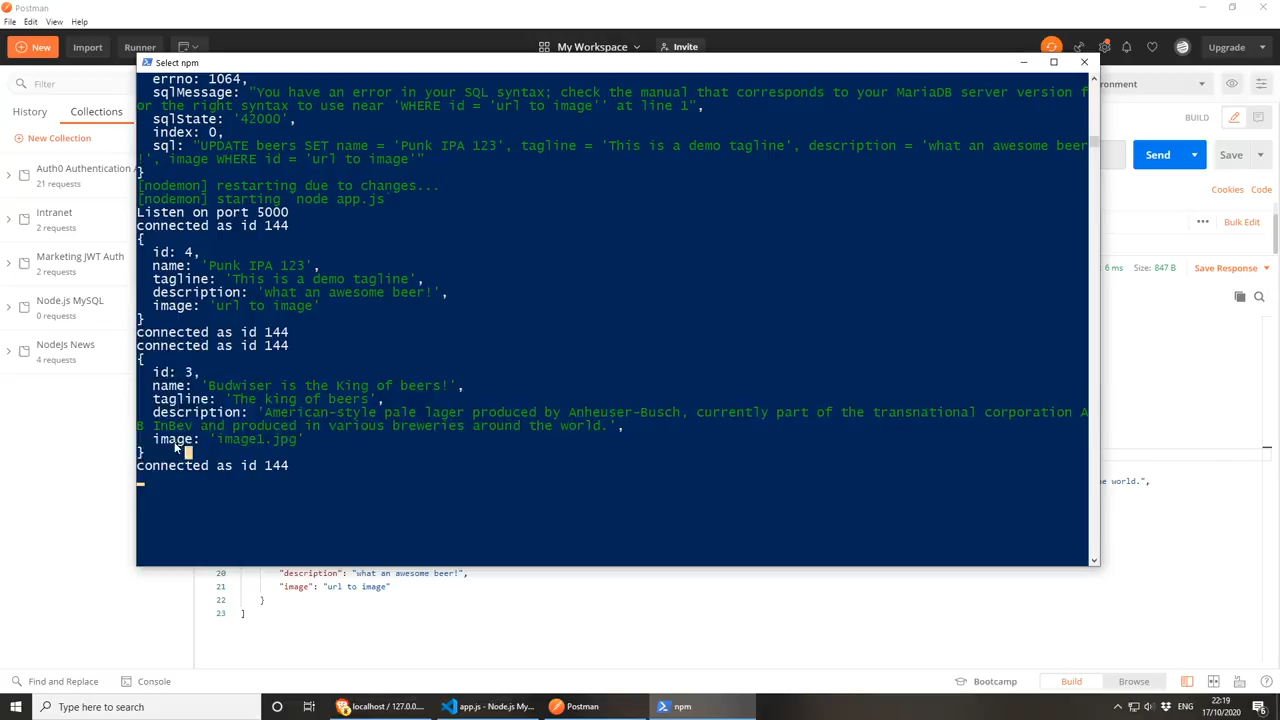 Postman
File Edit View Help
New Import Runner My Workspace Invite Upgrade
Select npm
Filter
History Collections
New Collection
Auth0 Authentication
21 requests
Intranet
2 requests
Marketing JWT Auth
2 requests
Node.js MySQL
0 requests
NodeJs News
4 requests
errno: 1064,
sqlMessage: "You have an error in your SQL syntax; check the manual that corresponds to your MariaDB server version f
or the right syntax to use near 'WHERE id = 'url to image'' at line 1",
sqlState: '42000',
index: 0,
sql: "UPDATE beers SET name = 'Punk IPA 123', tagline = 'This is a demo tagline', description = 'what an awesome beer
!', image WHERE id = 'url to image'"
}
[nodemon] restarting due to changes...
[nodemon] starting `node app.js`
Listen on port 5000
connected as id 144
{
id: 4,
name: 'Punk IPA 123',
tagline: 'This is a demo tagline',
description: 'what an awesome beer!',
image: 'url to image'
}
connected as id 144
connected as id 144
{
id: 3,
name: 'Budwiser is the King of beers!',
tagline: 'The king of beers',
description: 'American-style pale lager produced by Anheuser-Busch, currently part of the transnational corporation A
B InBev and produced in various breweries around the world.',
image: 'image1.jpg'
}
connected as id 144
ronment
BUILD
Send Save
Cookies Code
Bulk Edit
6 ms Size: 847 B Save Response
e world.",
20 "description": "what an awesome beer!",
21 "image": "url to image"
22 }
23 ]
Find and Replace Console Bootcamp Build Browse
Type here to search localhost / 127.0.0.... app.js - Node.js My... Postman npm
22:19
17/10/2020
6